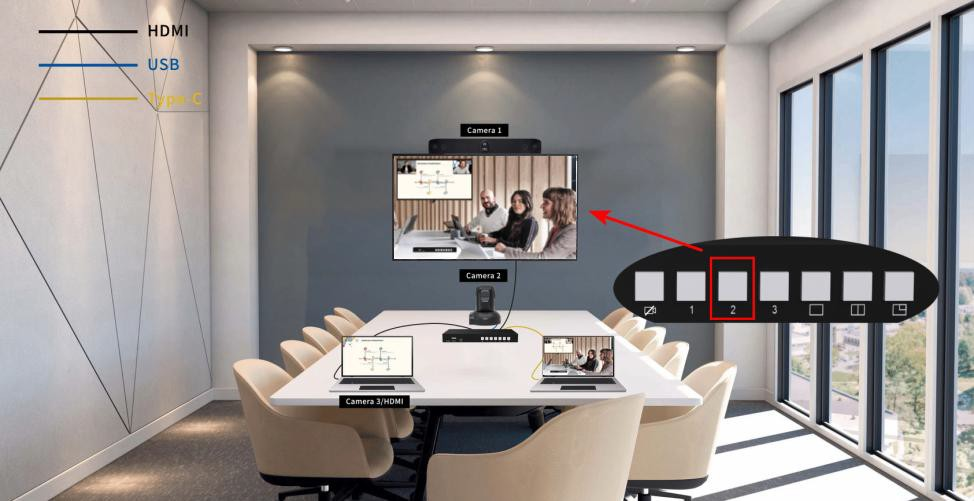 HDMI
USB
Type-C
Camera 1
Camera 2
1
2
3
Camera 3/HDMI